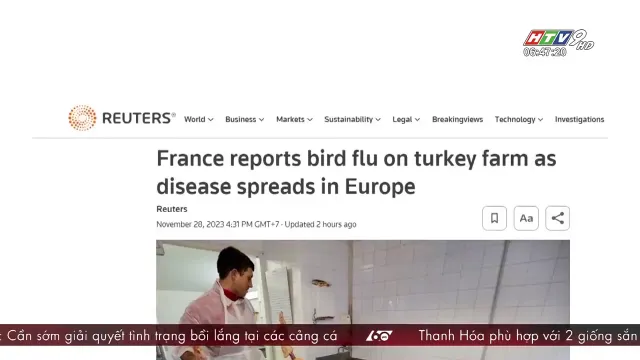 HTV9 HD
06:47:20
REUTERS®
World Business Markets Sustainability Legal Breakingviews Technology Investigations
France reports bird flu on turkey farm as
disease spreads in Europe
Reuters
November 28, 2023 4:31 PM GMT+7 · Updated 2 hours ago
Aa
: Cần sớm giải quyết tình trạng bồi lắng tại các cảng cá 60 Thanh Hóa phù hợp với 2 giống sắn